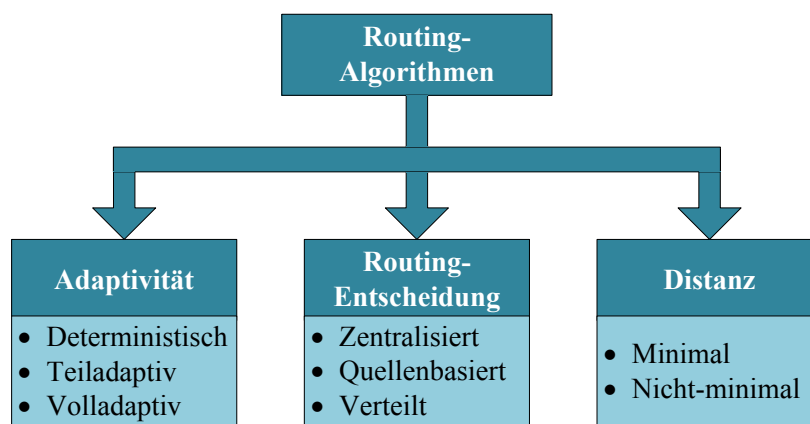 Routing-
Algorithmen
Adaptivität
• Deterministisch
• Teiladaptiv
• Volladaptiv
Routing-
Entscheidung
• Zentralisiert
• Quellenbasiert
• Verteilt
Distanz
• Minimal
• Nicht-minimal